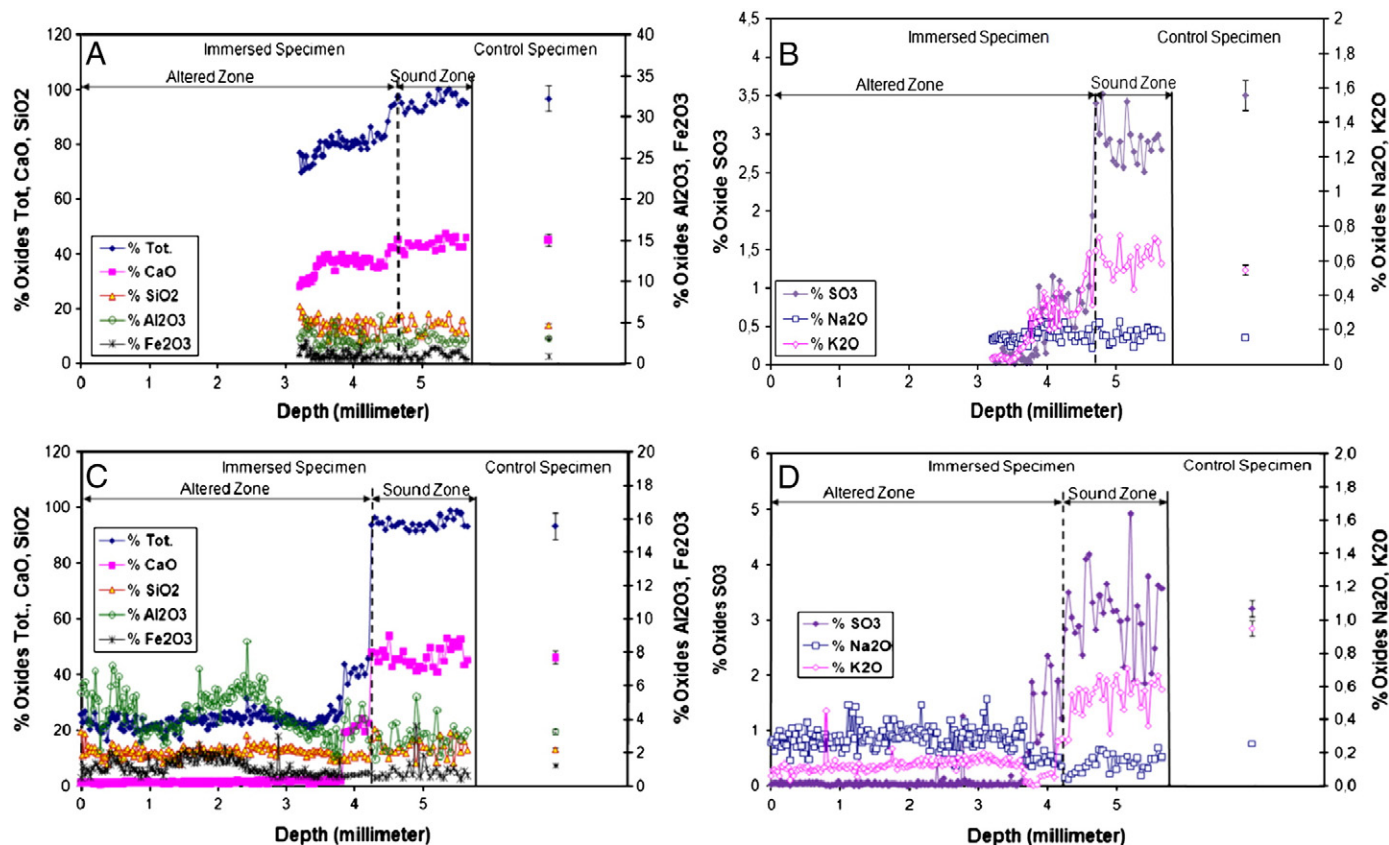 A
Immersed Specimen
Control Specimen
Altered Zone
Sound Zone
120
100
80
60
40
20
0
40
35
30
25
20
15
10
5
0
% Oxides Tot, CaO, SiO2
% Oxides Al2O3, Fe2O3
% Tot.
% CaO
% SiO2
% Al2O3
% Fe2O3
0 1 2 3 4 5
Depth (millimeter)
B
Immersed Specimen
Control Specimen
Altered Zone
Sound Zone
4,5
4
3,5
3
2,5
2
1,5
1
0,5
0
2
1,8
1,6
1,4
1,2
1
0,8
0,6
0,4
0,2
0
% Oxide SO3
% Oxides Na2O, K2O
% SO3
% Na2O
% K2O
0 1 2 3 4 5
Depth (millimeter)
C
Immersed Specimen
Control Specimen
Altered Zone
Sound Zone
120
100
80
60
40
20
0
20
18
16
14
12
10
8
6
4
2
0
% Oxides Tot., CaO, SiO2
% Oxides Al2O3, Fe2O3
% Tot.
% CaO
% SiO2
% Al2O3
% Fe2O3
0 1 2 3 4 5
Depth (millimeter)
D
Immersed Specimen
Control Specimen
Altered Zone
Sound Zone
6
5
4
3
2
1
0
2.0
1.8
1.6
1.4
1.2
1.0
0.8
0.6
0.4
0.2
0.0
% Oxides SO3
% Oxides Na2O, K2O
% SO3
% Na2O
% K2O
0 1 2 3 4 5
Depth (millimeter)